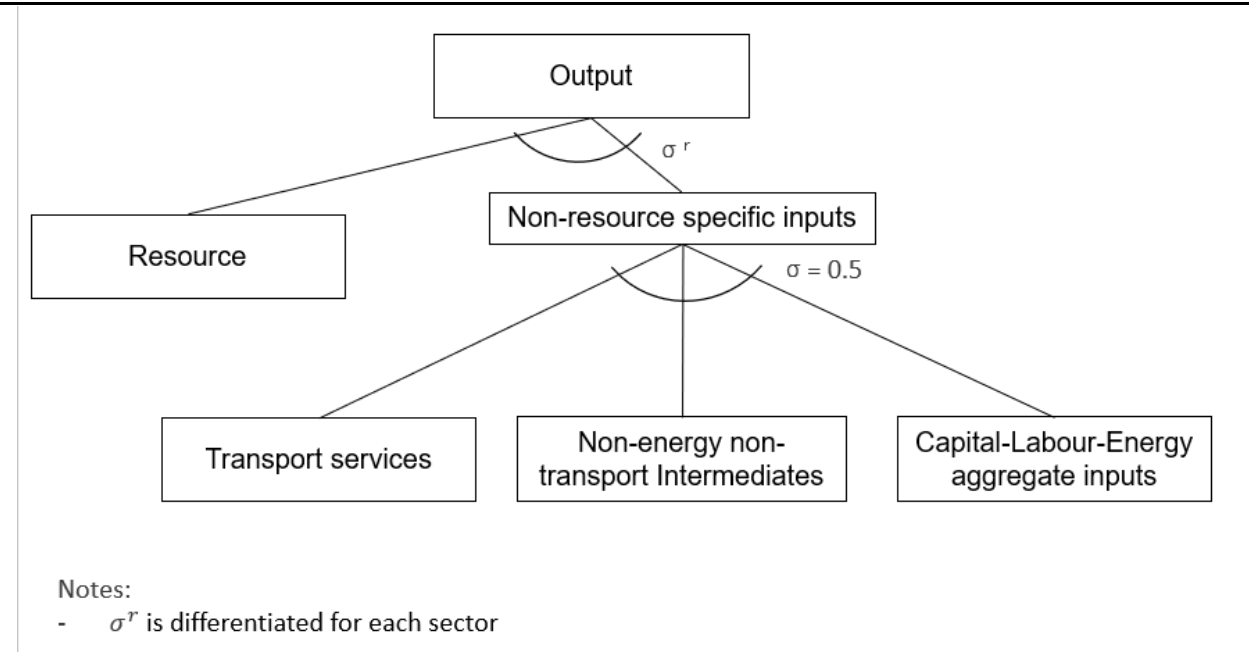 Output
σ r
Non-resource specific inputs
Resource
σ = 0.5
Transport services
Non-energy non-
transport Intermediates
Capital-Labour-Energy
aggregate inputs
Notes:
- σr is differentiated for each sector